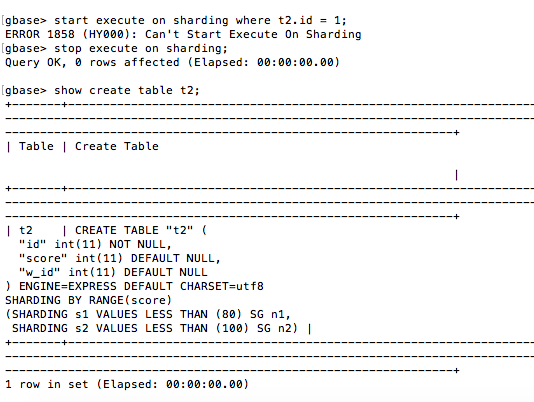 gbase> start execute on sharding where t2.id = 1;
ERROR 1858 (HY000): Can't Start Execute On Sharding
gbase> stop execute on sharding;
Query OK, 0 rows affected (Elapsed: 00:00:00.00)
gbase> show create table t2;
| Table | Create Table
|
| t2 | CREATE TABLE "t2" (
"id" int(11) NOT NULL,
"score" int(11) DEFAULT NULL,
"w_id" int(11) DEFAULT NULL
) ENGINE=EXPRESS DEFAULT CHARSET=utf8
SHARDING BY RANGE(score)
(SHARDING s1 VALUES LESS THAN (80) SG n1,
SHARDING s2 VALUES LESS THAN (100) SG n2) |
1 row in set (Elapsed: 00:00:00.00)